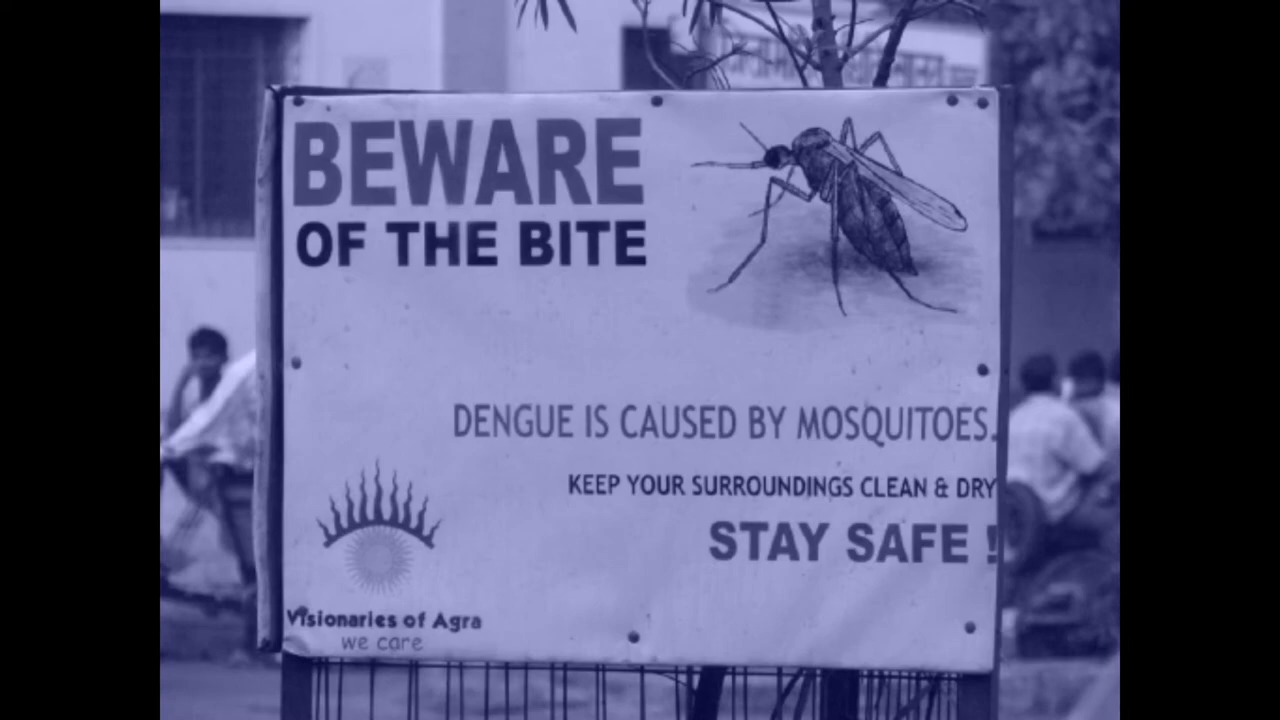 BEWARE
OF THE BITE
DENGUE IS CAUSED BY MOSQUITOES.
KEEP YOUR SURROUNDINGS CLEAN & DRY
STAY SAFE !
Visionaries of Agra
we care